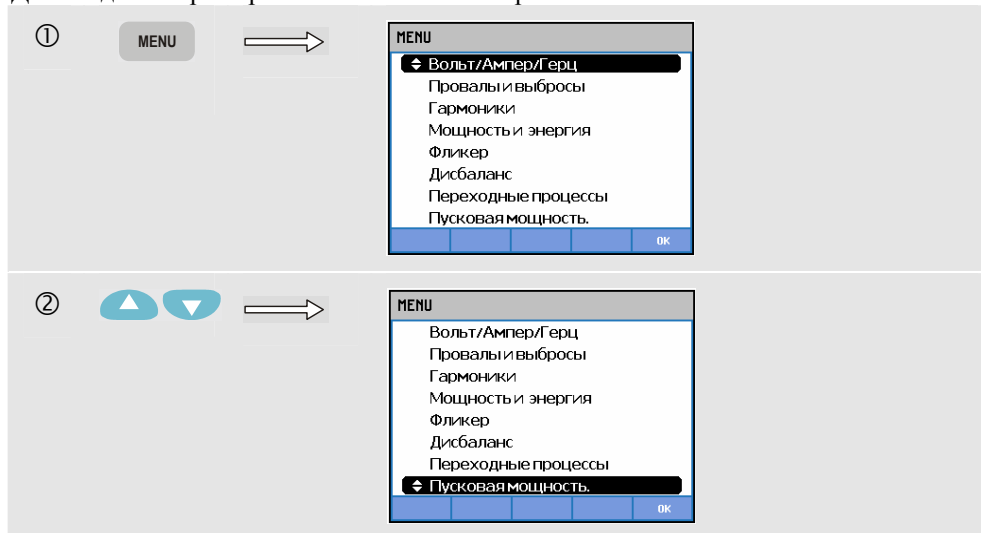 ① MENU
MENU
Вольт/Ампер/Герц
Провалы и выбросы
Гармоники
Мощность и энергия
Фликер
Дисбаланс
Переходные процессы
Пусковая мощность.
OK
②
MENU
Вольт/Ампер/Герц
Провалы и выбросы
Гармоники
Мощность и энергия
Фликер
Дисбаланс
Переходные процессы
Пусковая мощность.
OK